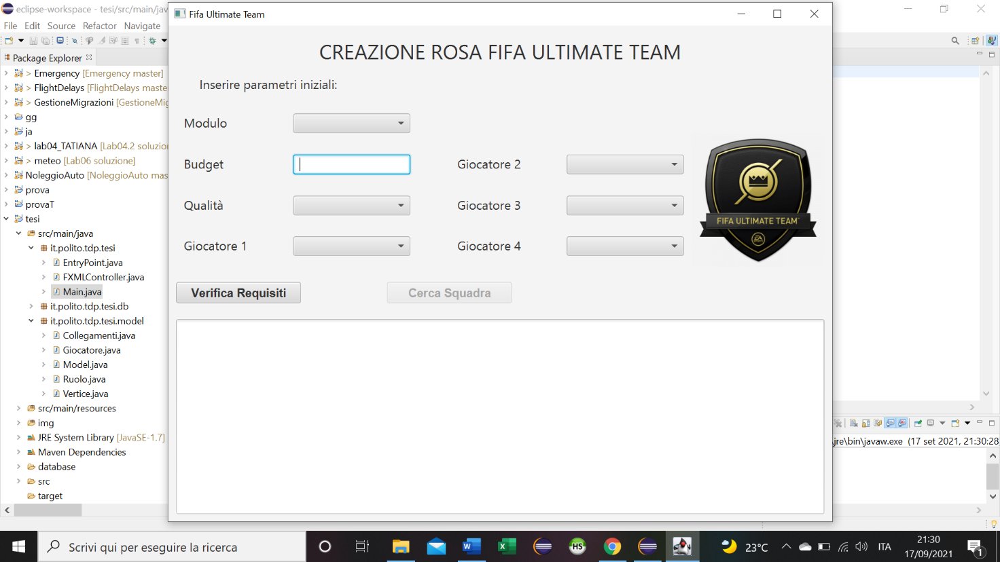 eclipse-workspace - tesi/src/main/jav
File Edit Source Refactor Navigate
Package Explorer
> Emergency [Emergency master]
> FlightDelays [FlightDelays maste
> GestioneMigrazioni [GestioneMig
gg
ja
> lab04_TATIANA [Lab04.2 soluzion
> meteo [Lab06 soluzione]
NoleggioAuto [NoleggioAuto mas
prova
provaT
tesi
src/main/java
it.polito.tdp.tesi
EntryPoint.java
FXMLController.java
Main.java
it.polito.tdp.tesi.db
it.polito.tdp.tesi.model
Collegamenti.java
Giocatore.java
Model.java
Ruolo.java
Vertice.java
src/main/resources
img
JRE System Library [JavaSE-1.7]
Maven Dependencies
database
src
target
Fifa Ultimate Team
CREAZIONE ROSA FIFA ULTIMATE TEAM
Inserire parametri iniziali:
Modulo
Budget
Giocatore 2
Qualità
Giocatore 3
Giocatore 1
Giocatore 4
FIFA ULTIMATE TEAM
EA SPORTS
Verifica Requisiti
Cerca Squadra
\jre\bin\javaw.exe (17 set 2021, 21:30:28
Scrivi qui per eseguire la ricerca
HS
23°C
ITA
21:30
17/09/2021
1